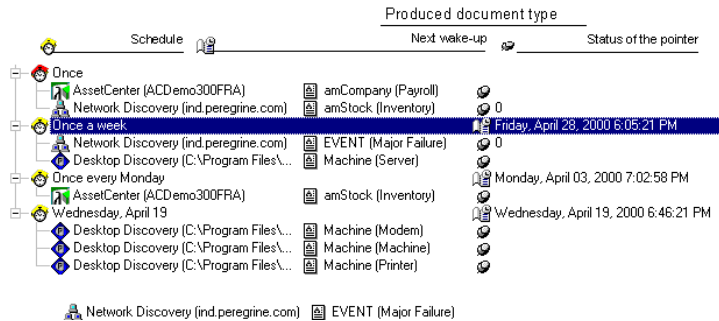 Produced document type
Schedule Next wake-up Status of the pointer
Once
AssetCenter (ACDemo300FRA) amCompany (Payroll)
Network Discovery (ind.peregrine.com) amStock (Inventory) 0
Once a week Friday, April 28, 2000 6:05:21 PM
Network Discovery (ind.peregrine.com) EVENT (Major Failure) 0
Desktop Discovery (C:\Program Files\... Machine (Server)
Once every Monday Monday, April 03, 2000 7:02:58 PM
AssetCenter (ACDemo300FRA) amStock (Inventory)
Wednesday, April 19 Wednesday, April 19, 2000 6:46:21 PM
Desktop Discovery (C:\Program Files\... Machine (Modem)
Desktop Discovery (C:\Program Files\... Machine (Machine)
Desktop Discovery (C:\Program Files\... Machine (Printer)
Network Discovery (ind.peregrine.com) EVENT (Major Failure)